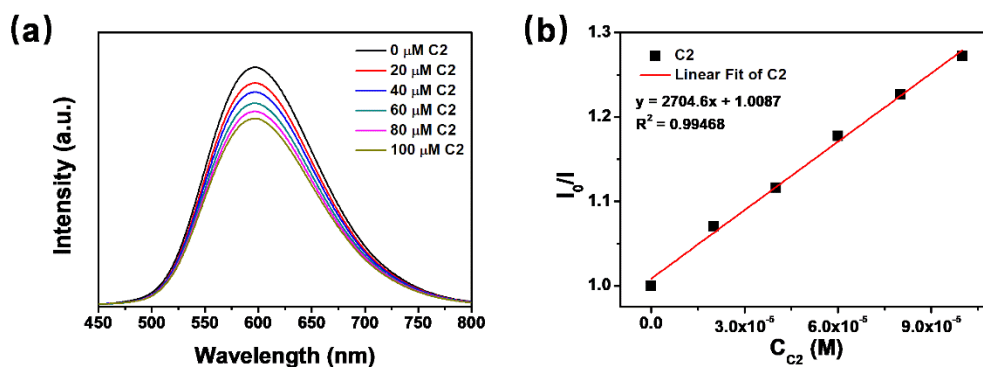 (a)
Intensity (a.u.)
0 μM C2
20 μM C2
40 μM C2
60 μM C2
80 μM C2
100 μM C2
450 500 550 600 650 700 750 800
Wavelength (nm)
(b)
I₀/I
1.3
1.2
1.1
1.0
C2
Linear Fit of C2
y = 2704.6x + 1.0087
R² = 0.99468
0.0 3.0x10⁻⁵ 6.0x10⁻⁵ 9.0x10⁻⁵
C_C2 (M)